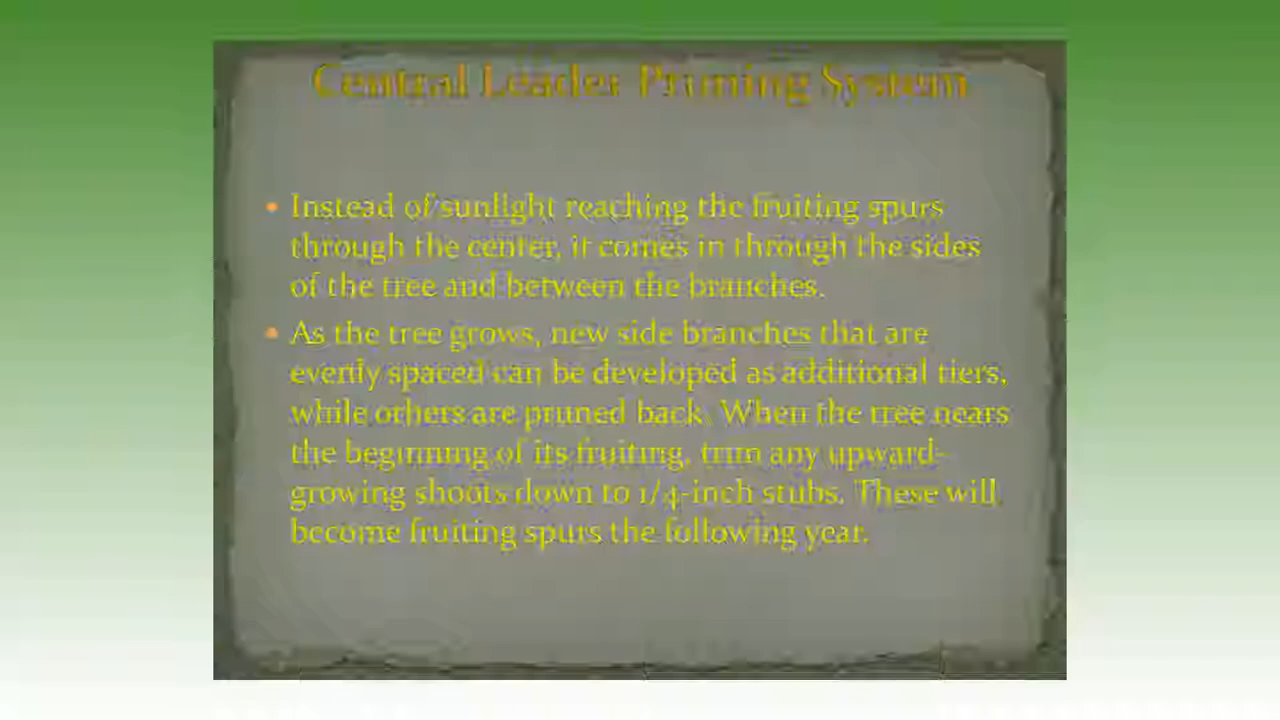 Central Leader Pruning System
• Instead of sunlight reaching the fruiting spurs
through the center, it comes in through the sides
of the tree and between the branches.
• As the tree grows, new side branches that are
evenly spaced can be developed as additional tiers,
while others are pruned back. When the tree nears
the beginning of its fruiting, trim any upward-
growing shoots down to 1/4-inch stubs. These will
become fruiting spurs the following year.